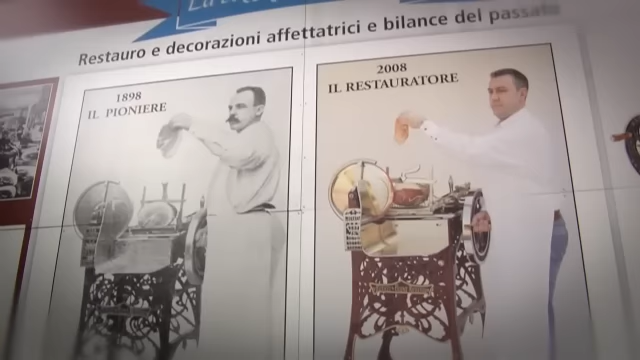 Restauro e decorazioni affettatrici e bilance del passato
1898
IL PIONIERE
2008
IL RESTAURATORE